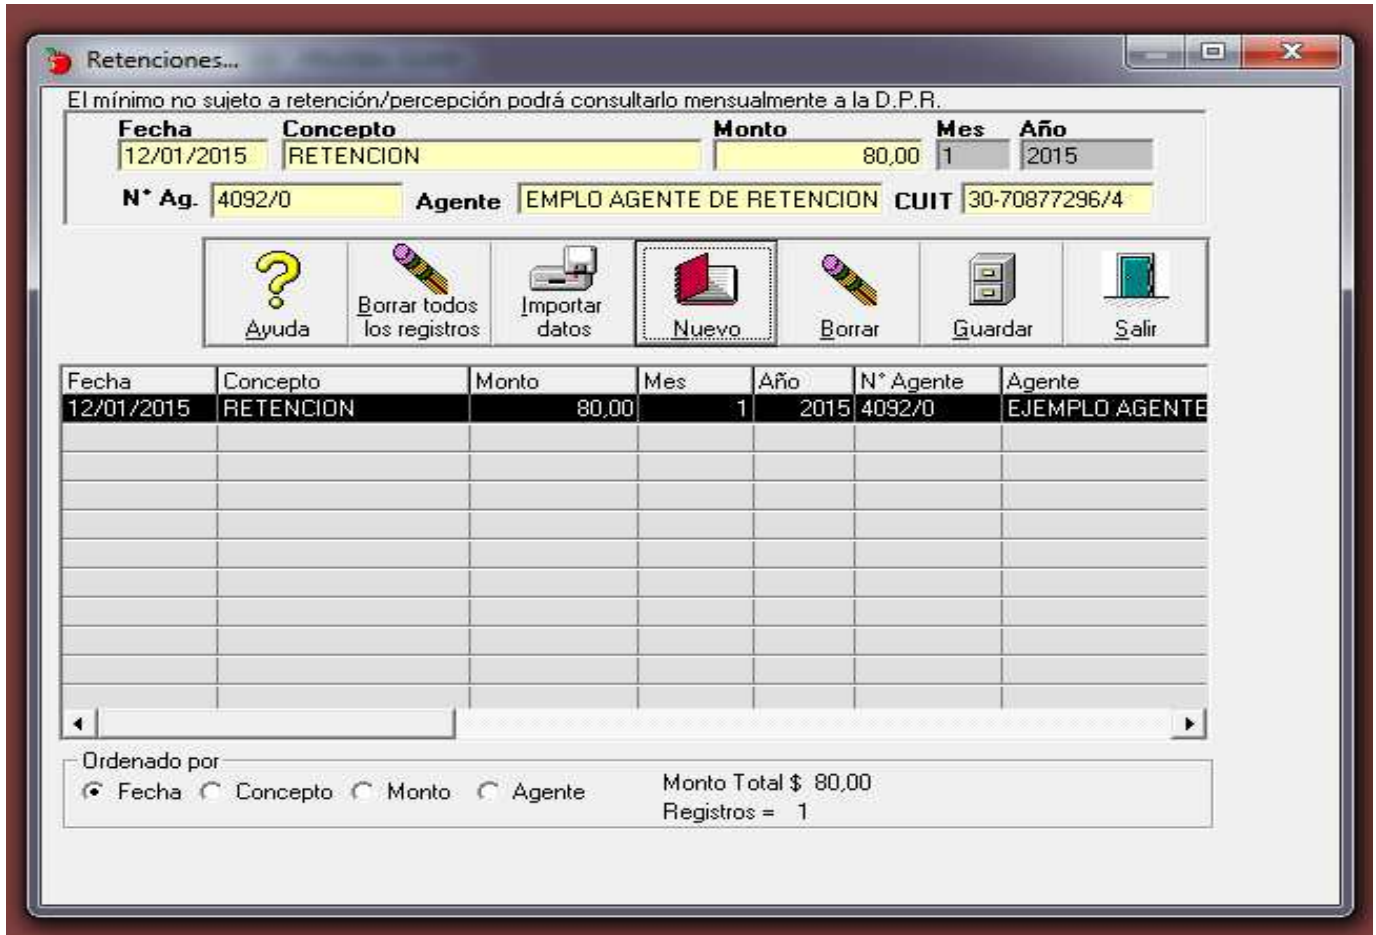 Retenciones...
El mínimo no sujeto a retención/percepción podrá consultarlo mensualmente a la D.P.R.
Fecha Concepto Monto Mes Año
12/01/2015 RETENCION 80,00 1 2015
N° Ag. 4092/0 Agente EMPLO AGENTE DE RETENCION CUIT 30-70877296/4
Ayuda Borrar todos los registros Importar datos Nuevo Borrar Guardar Salir
Fecha Concepto Monto Mes Año N° Agente Agente
12/01/2015 RETENCION 80,00 1 2015 4092/0 EJEMPLO AGENTE
Ordenado por
Fecha Concepto Monto Agente Monto Total $ 80,00
Registros = 1